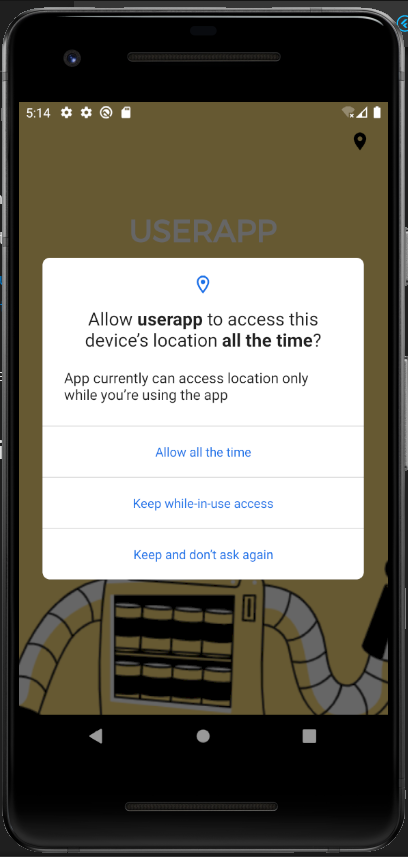 5:14
USERAPP
Allow userapp to access this
device's location all the time?
App currently can access location only
while you're using the app
Allow all the time
Keep while-in-use access
Keep and don't ask again